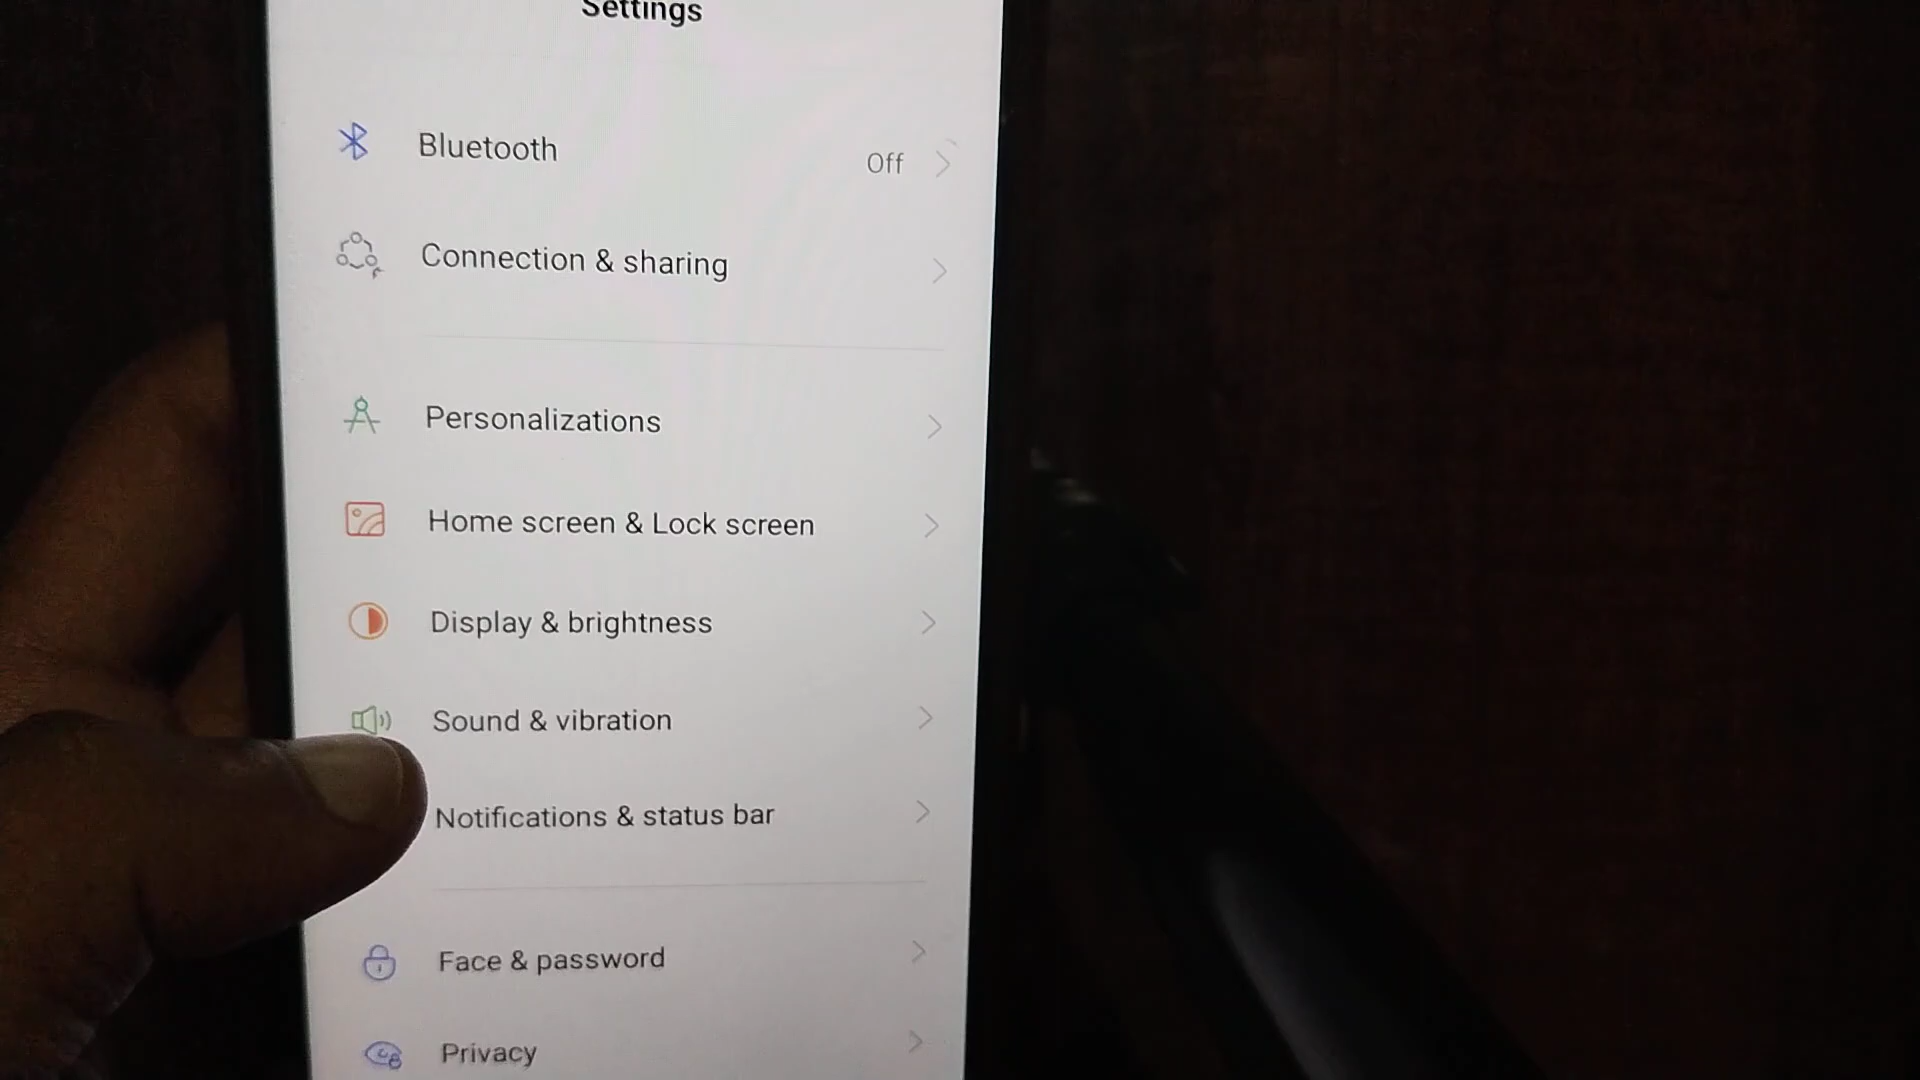 Settings
Bluetooth
Off
Connection & sharing
Personalizations
Home screen & Lock screen
Display & brightness
Sound & vibration
Notifications & status bar
Face & password
Privacy